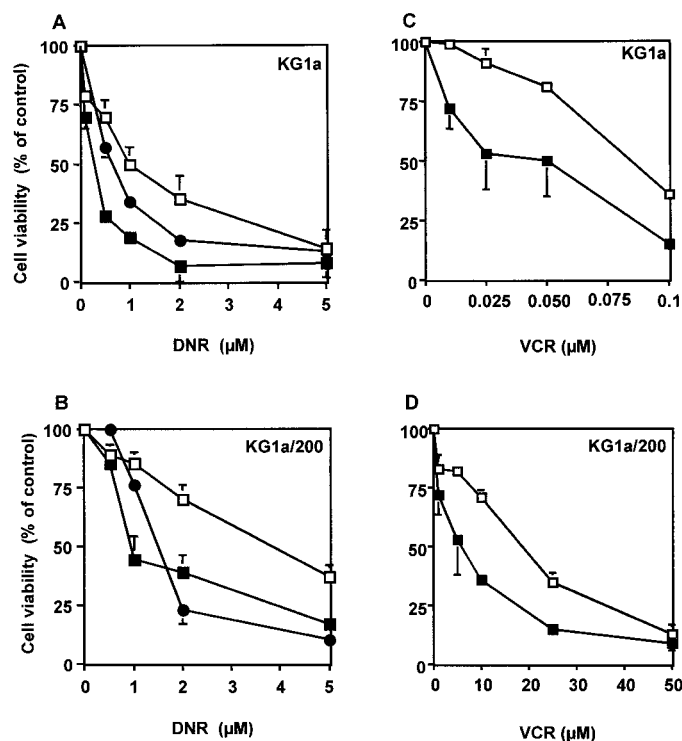 A
KG1a
Cell viability (% of control)
100
75
50
25
0
0 1 2 3 4 5
DNR (µM)
C
KG1a
100
75
50
25
0
0 0.025 0.050 0.075 0.1
VCR (µM)
B
KG1a/200
Cell viability (% of control)
100
75
50
25
0
0 1 2 3 4 5
DNR (µM)
D
KG1a/200
100
75
50
25
0
0 10 20 30 40 50
VCR (µM)